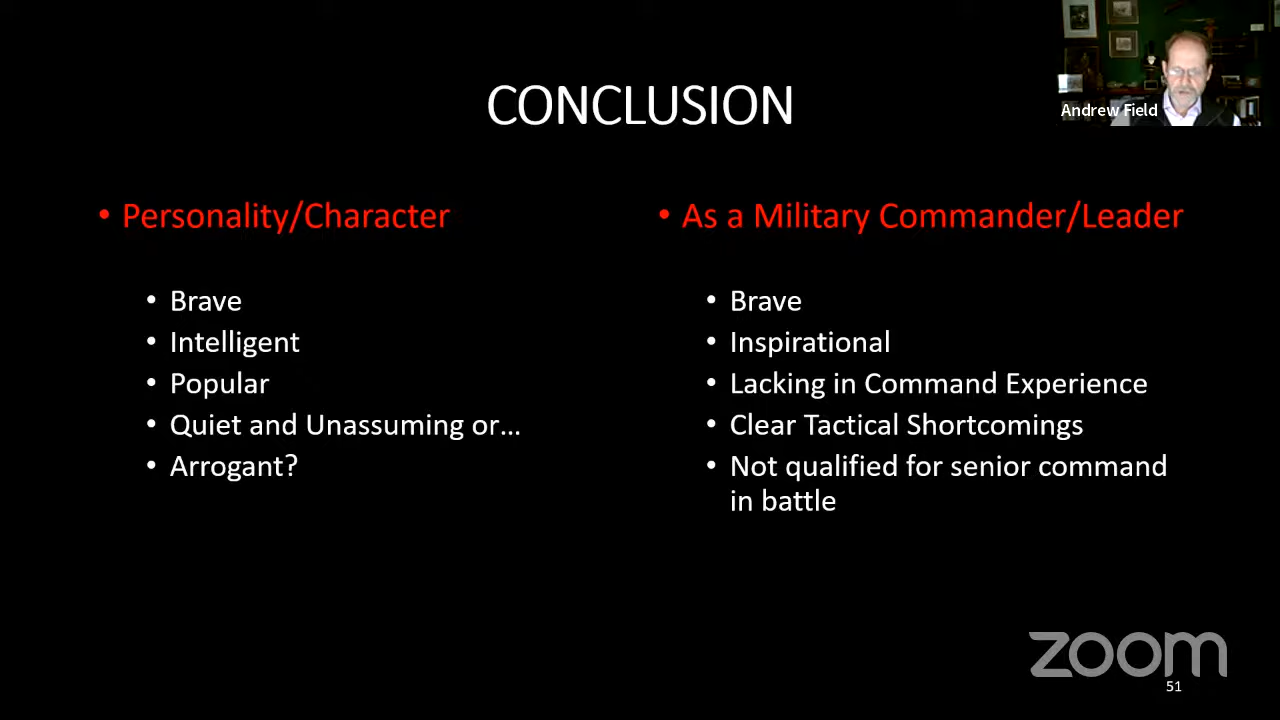 CONCLUSION
Andrew Field
• Personality/Character
• Brave
• Intelligent
• Popular
• Quiet and Unassuming or...
• Arrogant?
• As a Military Commander/Leader
• Brave
• Inspirational
• Lacking in Command Experience
• Clear Tactical Shortcomings
• Not qualified for senior command
in battle
zoom
51